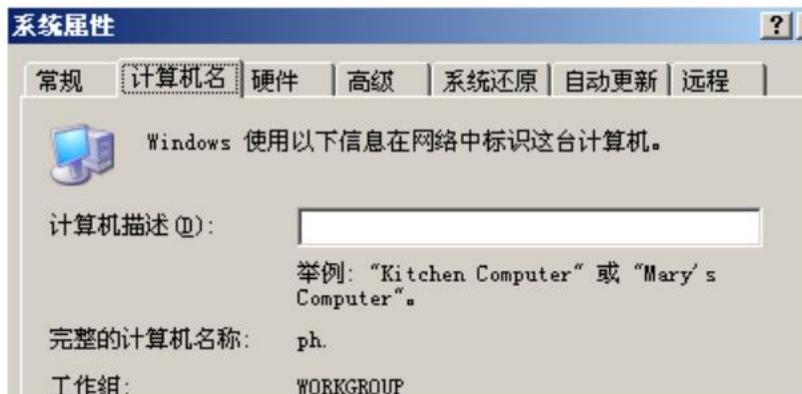 系统属性 ?
常规 计算机名 硬件 高级 系统还原 自动更新 远程
Windows 使用以下信息在网络中标识这台计算机。
计算机描述(D):
举例: "Kitchen Computer" 或 "Mary's
Computer"。
完整的计算机名称: ph.
工作组: WORKGROUP